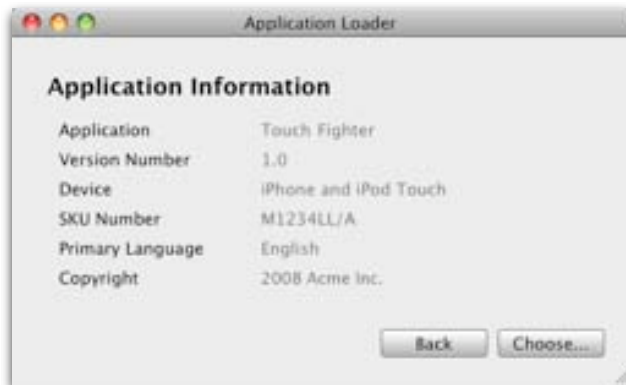 Application Loader
Application Information
Application Touch Fighter
Version Number 1.0
Device iPhone and iPod Touch
SKU Number M1234LL/A
Primary Language English
Copyright 2008 Acme Inc.
Back Choose...